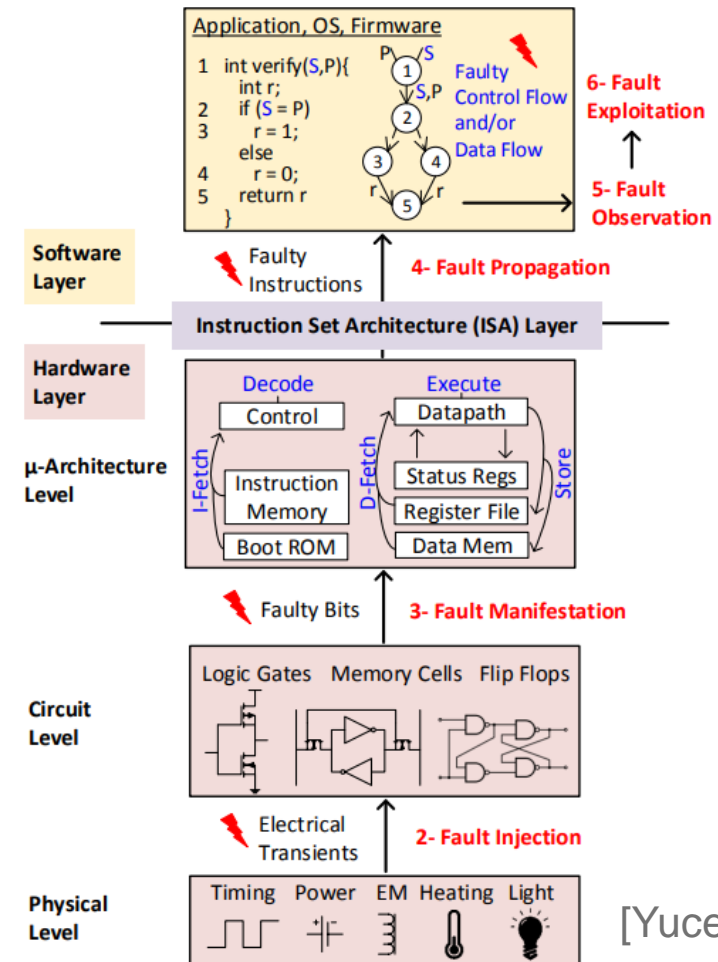 Application, OS, Firmware
1 int verify(S,P){
int r;
2 if (S = P)
3 r = 1;
else
4 r = 0;
5 return r
}
P S
1
S,P
2
3 4
r r
5
Faulty
Control Flow
and/or
Data Flow
6- Fault
Exploitation
5- Fault
Observation
Software
Layer
Faulty
Instructions
4- Fault Propagation
Instruction Set Architecture (ISA) Layer
Hardware
Layer
μ-Architecture
Level
Decode
Control
I-Fetch
Instruction
Memory
Boot ROM
Execute
Datapath
D-Fetch
Status Regs
Register File
Data Mem
Store
Faulty Bits
3- Fault Manifestation
Circuit
Level
Logic Gates Memory Cells Flip Flops
Electrical
Transients
2- Fault Injection
Physical
Level
Timing Power EM Heating Light
+ -
[Yuce